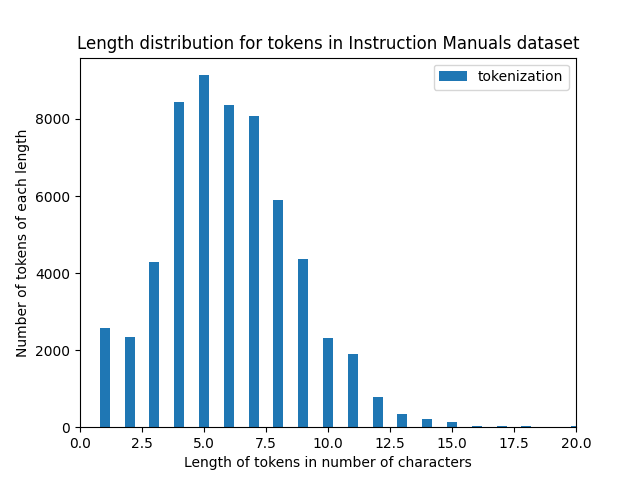 Length distribution for tokens in Instruction Manuals dataset
tokenization
Number of tokens of each length
8000
6000
4000
2000
0
0.0 2.5 5.0 7.5 10.0 12.5 15.0 17.5 20.0
Length of tokens in number of characters